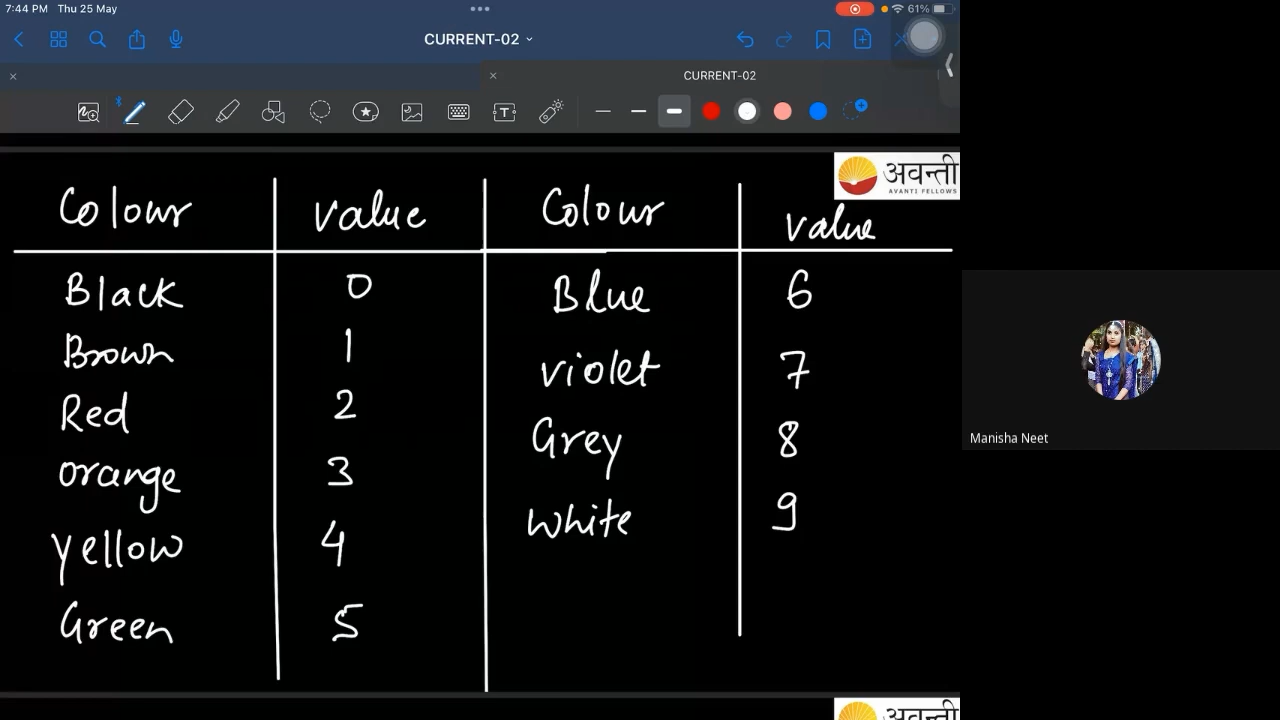 7:44 PM Thu 25 May
61%
CURRENT-02
CURRENT-02
अवन्ती
AVANTI FELLOWS
Colour value Colour value
Black 0 Blue 6
Brown 1 violet 7
Red 2 Grey 8
orange 3 white 9
yellow 4
Green 5
Manisha Neet
अवन्ती